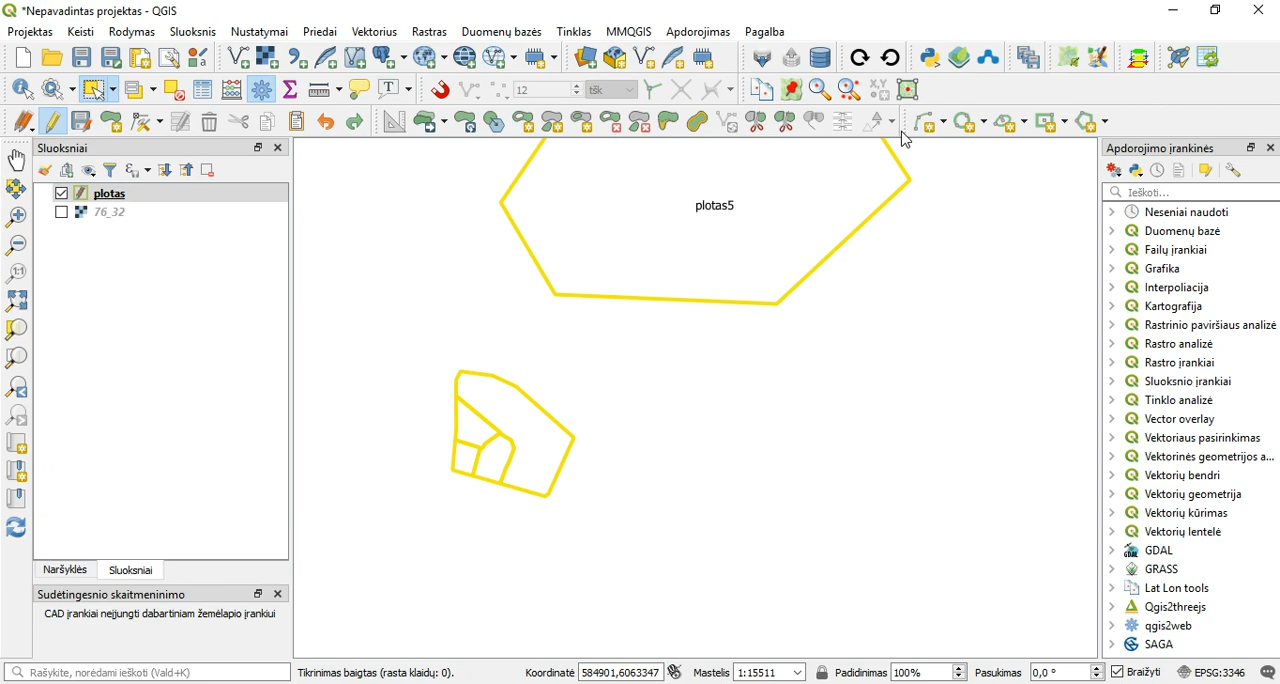 *Nepavadintas projektas - QGIS
Projektas Keisti Rodymas Sluoksnis Nustatymai Priedai Vektorius Rastras Duomenų bazės Tinklas MMQGIS Apdorojimas Pagalba
12 tšk
Sluoksniai
Apdorojimo įrankinės
Ieškoti...
plotas
76_32
plotas5
Neseniai naudoti
Duomenų bazė
Failų įrankiai
Grafika
Interpoliacija
Kartografija
Rastrinio paviršiaus analizė
Rastro analizė
Rastro įrankiai
Sluoksnio įrankiai
Tinklo analizė
Vector overlay
Vektoriaus pasirinkimas
Vektorinės geometrijos a...
Vektorių bendri
Vektorių geometrija
Vektorių kūrimas
Vektorių lentelė
GDAL
GRASS
Lat Lon tools
Qgis2threejs
qgis2web
SAGA
Naršyklės Sluoksniai
Sudėtingesnio skaitmeninimo
CAD įrankiai neįjungti dabartiniam žemėlapio įrankiui
Rašykite, norėdami ieškoti (Vald+K) Tikrinimas baigtas (rasta klaidų: 0). Koordinatė 584901,6063347 Mastelis 1:15511 Padidinimas 100% Pasukimas 0,0 ° Braižyti EPSG:3346